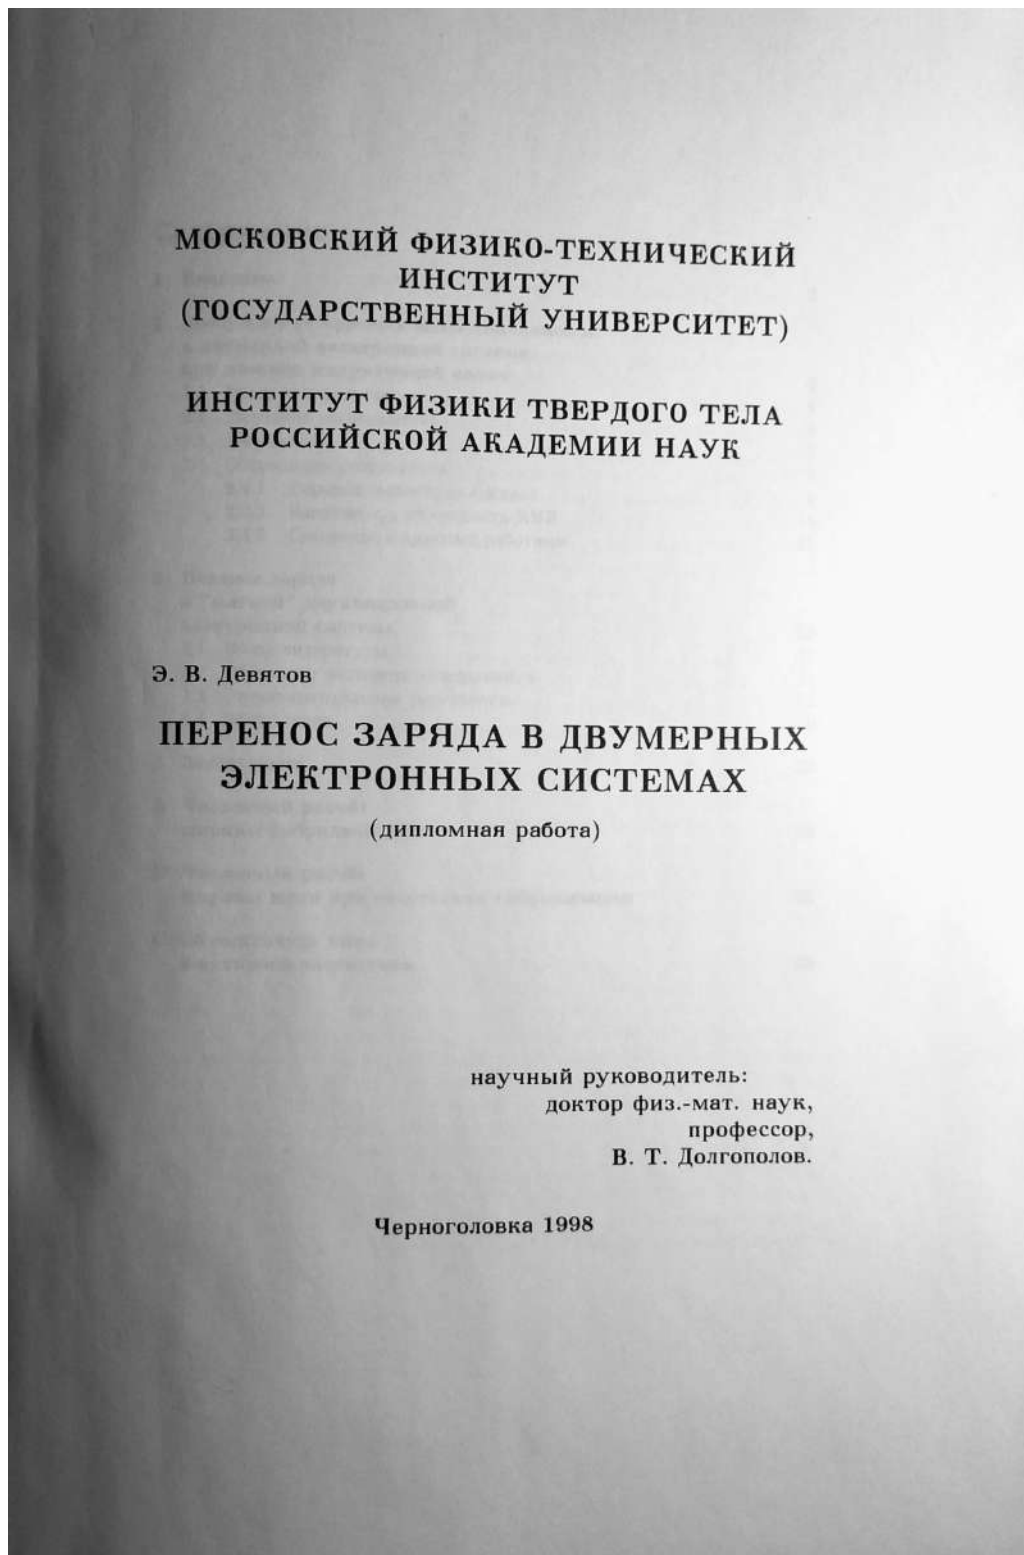 МОСКОВСКИЙ ФИЗИКО-ТЕХНИЧЕСКИЙ
ИНСТИТУТ
(ГОСУДАРСТВЕННЫЙ УНИВЕРСИТЕТ)
ИНСТИТУТ ФИЗИКИ ТВЕРДОГО ТЕЛА
РОССИЙСКОЙ АКАДЕМИИ НАУК
Э. В. Девятов
ПЕРЕНОС ЗАРЯДА В ДВУМЕРНЫХ
ЭЛЕКТРОННЫХ СИСТЕМАХ
(дипломная работа)
научный руководитель:
доктор физ.-мат. наук,
профессор,
В. Т. Долгополов.
Черноголовка 1998